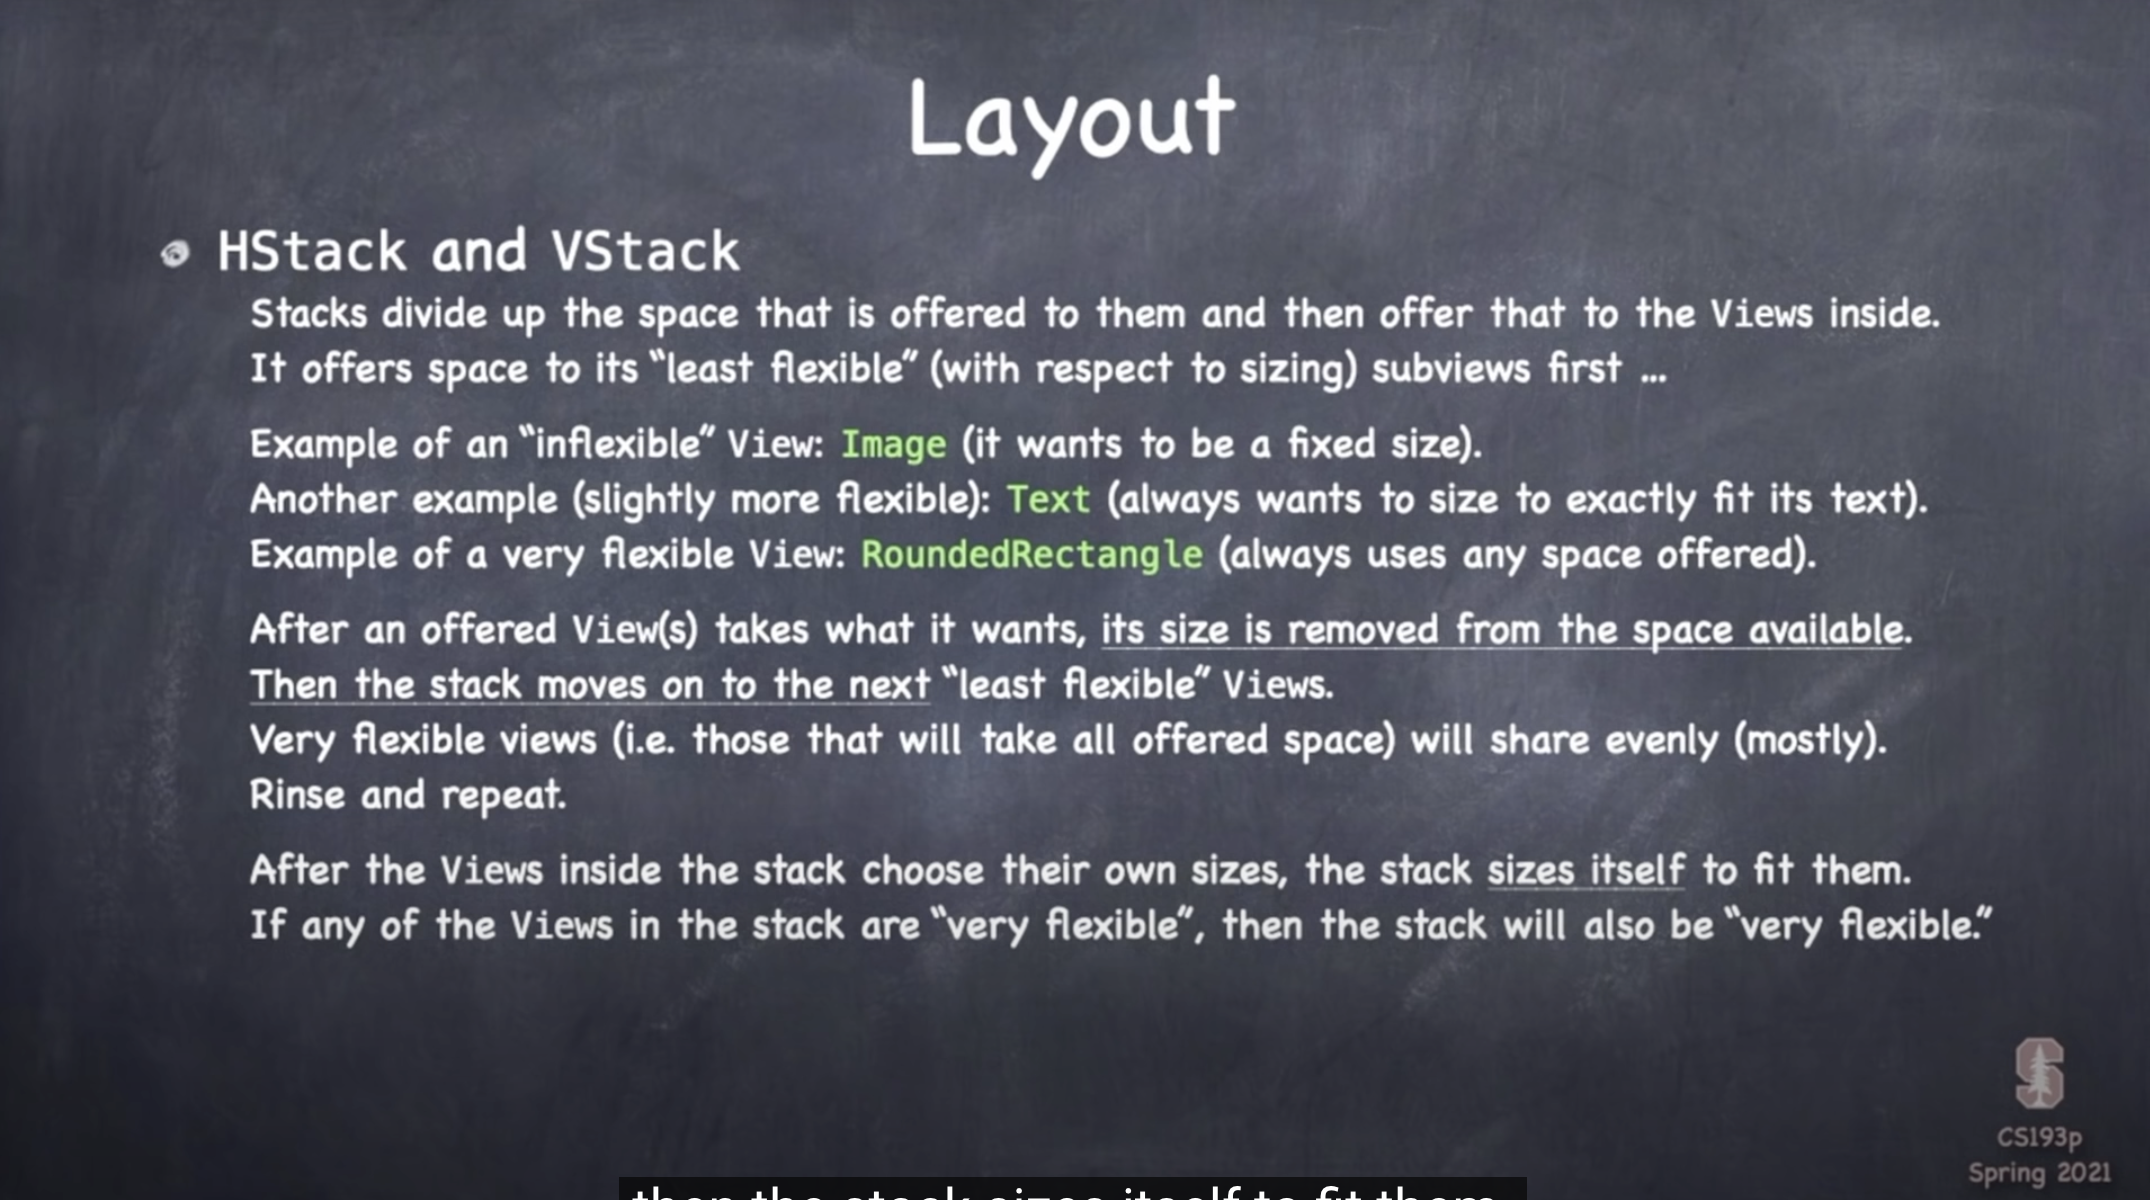 Layout
HStack and VStack
Stacks divide up the space that is offered to them and then offer that to the Views inside.
It offers space to its “least flexible” (with respect to sizing) subviews first ...
Example of an “inflexible” View: Image (it wants to be a fixed size).
Another example (slightly more flexible): Text (always wants to size to exactly fit its text).
Example of a very flexible View: RoundedRectangle (always uses any space offered).
After an offered View(s) takes what it wants, its size is removed from the space available.
Then the stack moves on to the next “least flexible” Views.
Very flexible views (i.e. those that will take all offered space) will share evenly (mostly).
Rinse and repeat.
After the Views inside the stack choose their own sizes, the stack sizes itself to fit them.
If any of the Views in the stack are “very flexible”, then the stack will also be “very flexible.”
S
CS193p
Spring 2021
then the stack sizes itself to fit them